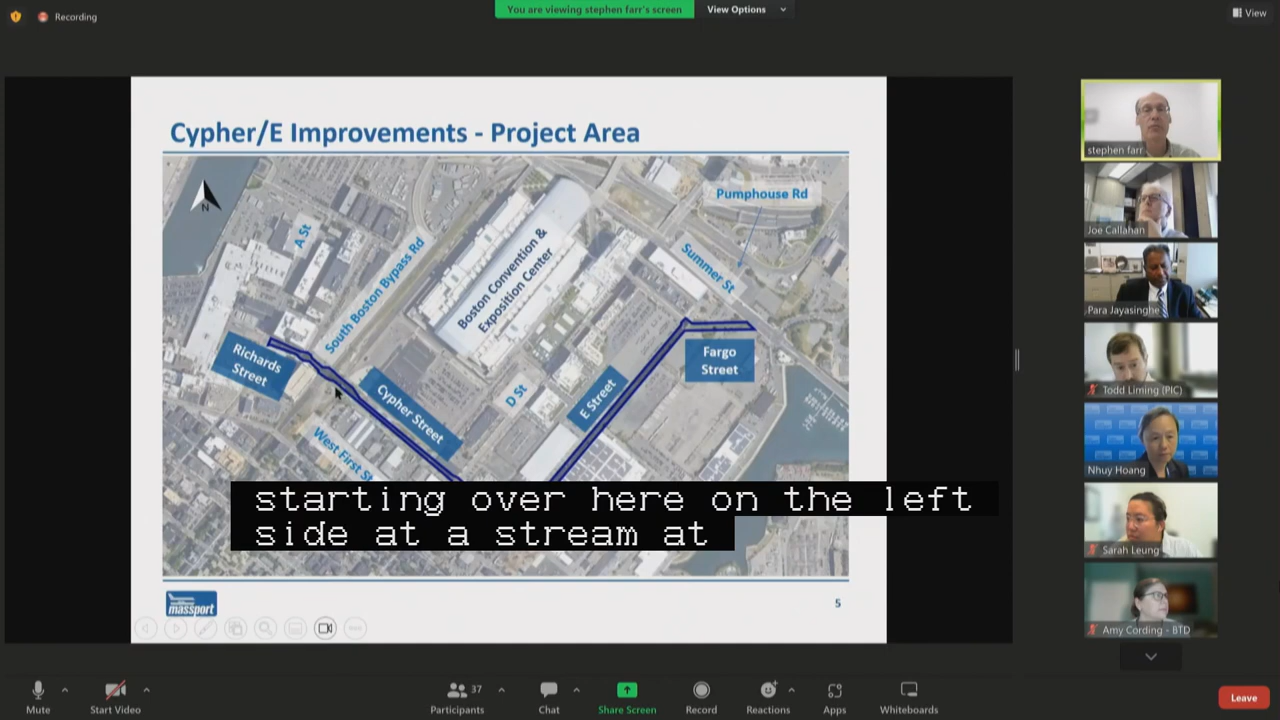 Recording
You are viewing stephen farr's screen
View Options
View
Cypher/E Improvements - Project Area
N
A St
South Boston Bypass Rd
Boston Convention &
Exposition Center
Pumphouse Rd
Summer St
Richards
Street
Cypher Street
West First St
D St
E Street
Fargo
Street
starting over here on the left
side at a stream at
massport
5
stephen farr
Joe Callahan
Para Jayasinghe
Todd Liming (PIC)
Nhuy Hoang
Sarah Leung
Amy Cording - BTD
Mute
Start Video
Participants
37
Chat
Share Screen
Record
Reactions
Apps
Whiteboards
Leave